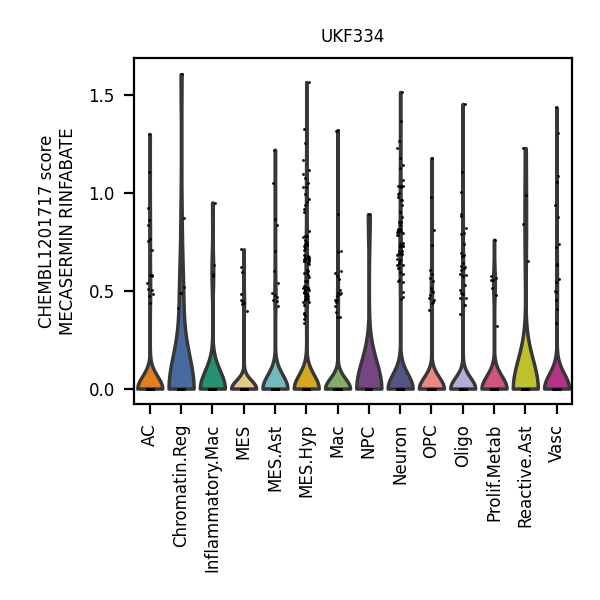 UKF334
CHEMBL1201717 score
MECASERMIN RINFABATE
1.5
1.0
0.5
0.0
AC
Chromatin.Reg
Inflammatory.Mac
MES
MES.Ast
MES.Hyp
Mac
NPC
Neuron
OPC
Oligo
Prolif.Metab
Reactive.Ast
Vasc